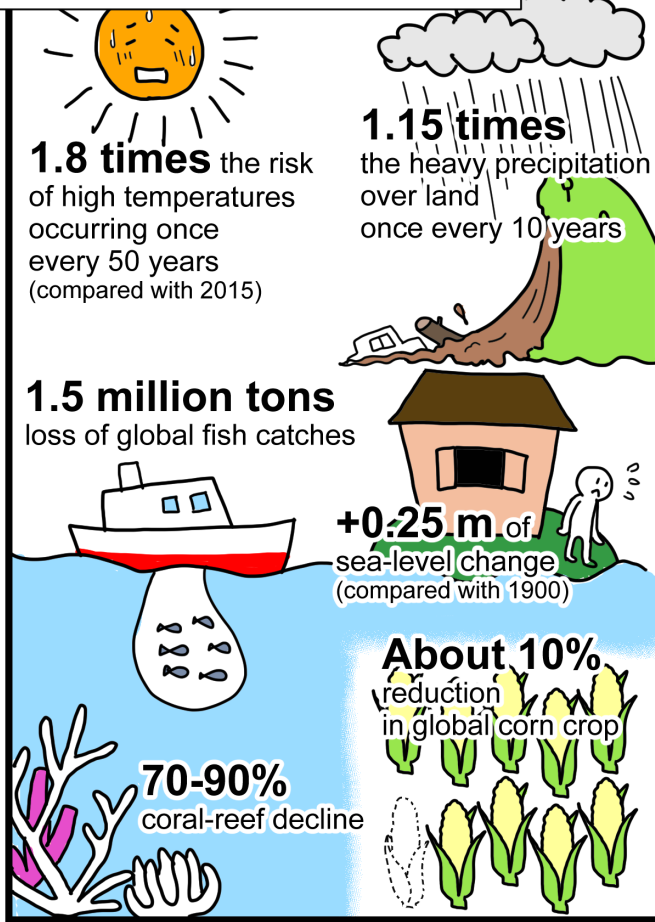 1.8 times the risk
of high temperatures
occurring once
every 50 years
(compared with 2015)
1.15 times
the heavy precipitation
over land
once every 10 years
1.5 million tons
loss of global fish catches
+0.25 m of
sea-level change
(compared with 1900)
About 10%
reduction
in global corn crop
70-90%
coral-reef decline